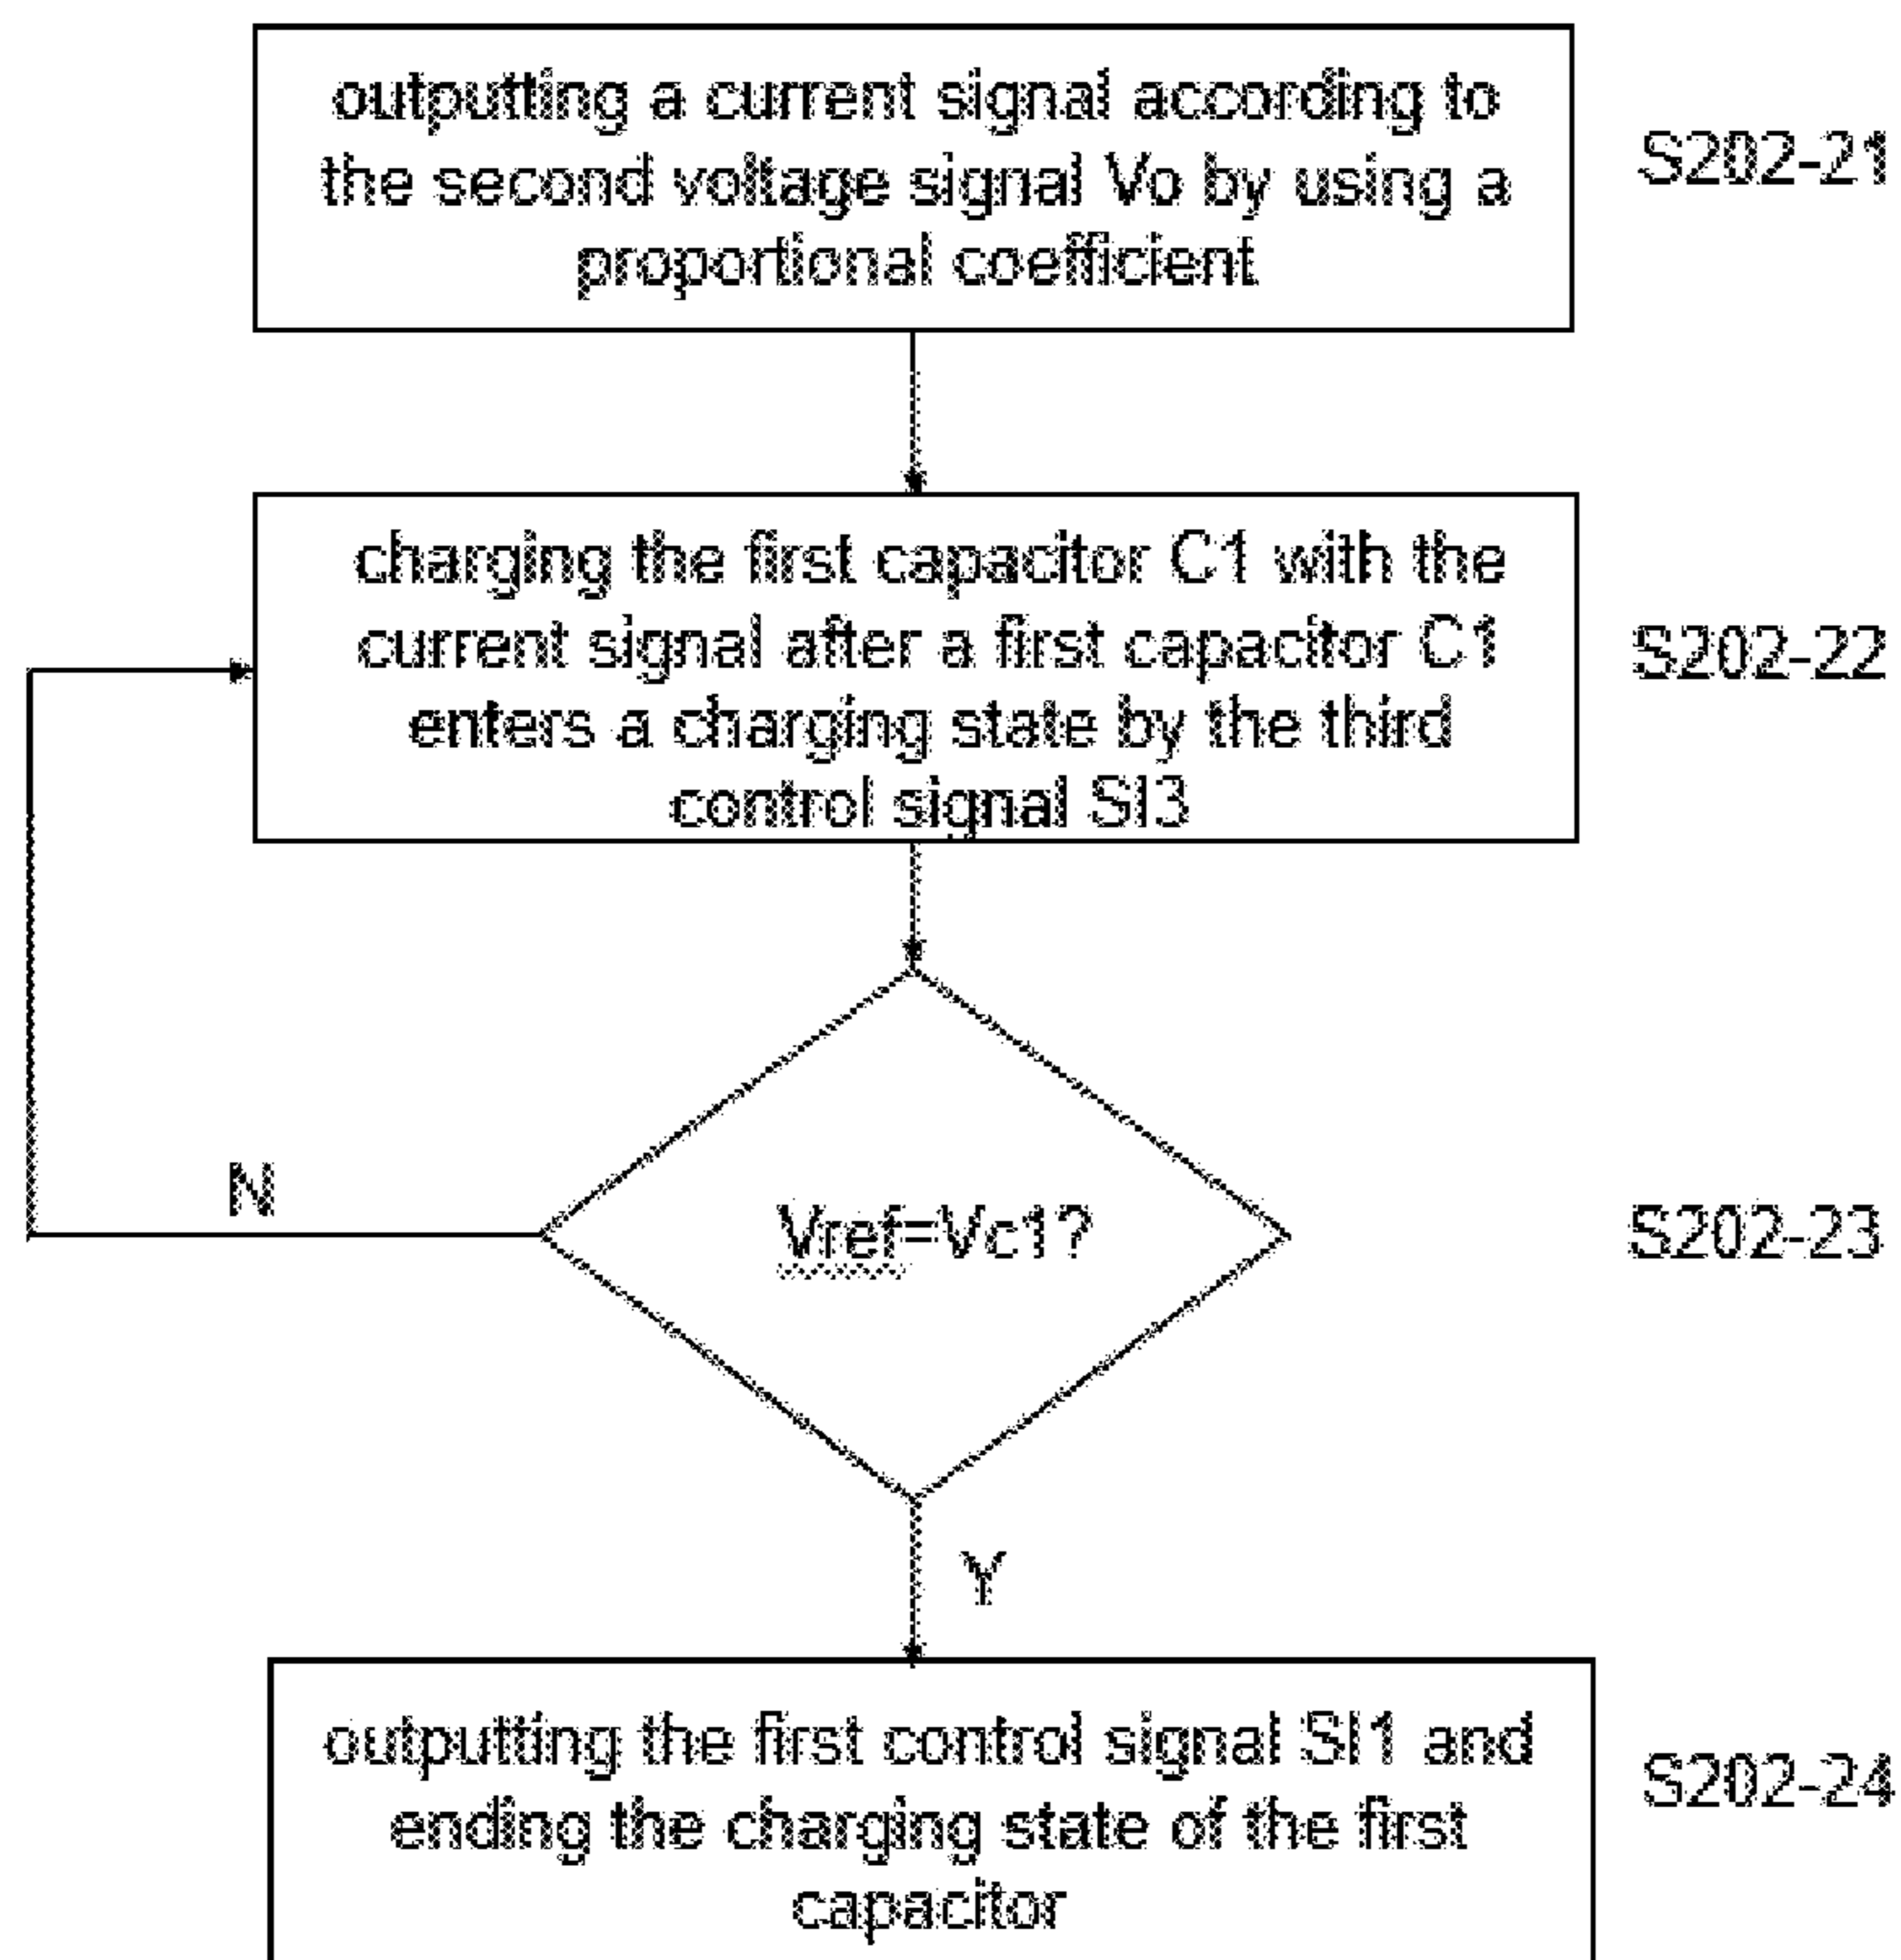 outputting a current signal according to
the second voltage signal Vo by using a
proportional coefficient
S202-21
charging the first capacitor C1 with the
current signal after a first capacitor C1
enters a charging state by the third
control signal SI3
S202-22
N
Vref=Vc1?
S202-23
Y
outputting the first control signal SI1 and
ending the charging state of the first
capacitor
S202-24